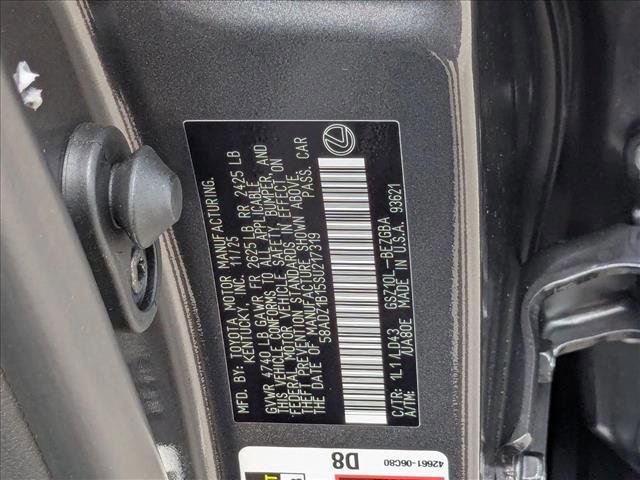 MFD. BY: TOYOTA MOTOR MANUFACTURING.
KENTUCKY, INC. 11/25
GVWR 4740 LB GAWR FR 2625 LB RR 2425 LB
THIS VEHICLE CONFORMS TO ALL APPLICABLE
FEDERAL MOTOR VEHICLE SAFETY, BUMPER, AND
THEFT PREVENTION STANDARDS IN EFFECT ON
THE DATE OF MANUFACTURE SHOWN ABOVE.
58ADZ1B15SU217319 PASS. CAR
C/TR: 1L1/LD43 GSZ10L-BEZGBA
A/TM: /UA80E MADE IN U.S.A. 93621
42661-06C80
D8